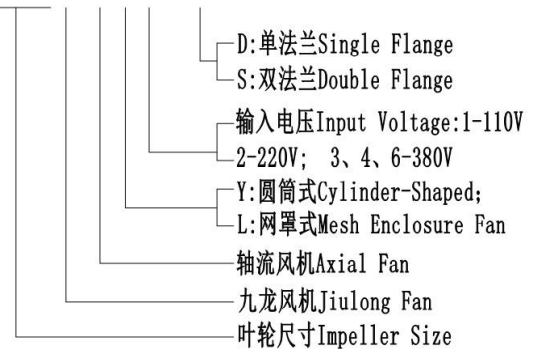 D:单法兰Single Flange
S:双法兰Double Flange
输入电压Input Voltage:1-110V
2-220V; 3、4、6-380V
Y:圆筒式Cylinder-Shaped;
L:网罩式Mesh Enclosure Fan
轴流风机Axial Fan
九龙风机Jiulong Fan
叶轮尺寸Impeller Size